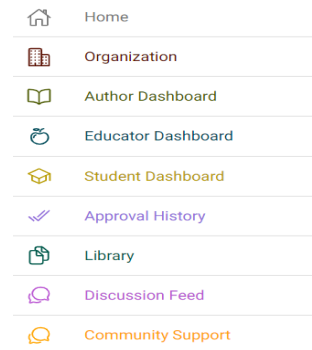 Home
Organization
Author Dashboard
Educator Dashboard
Student Dashboard
Approval History
Library
Discussion Feed
Community Support